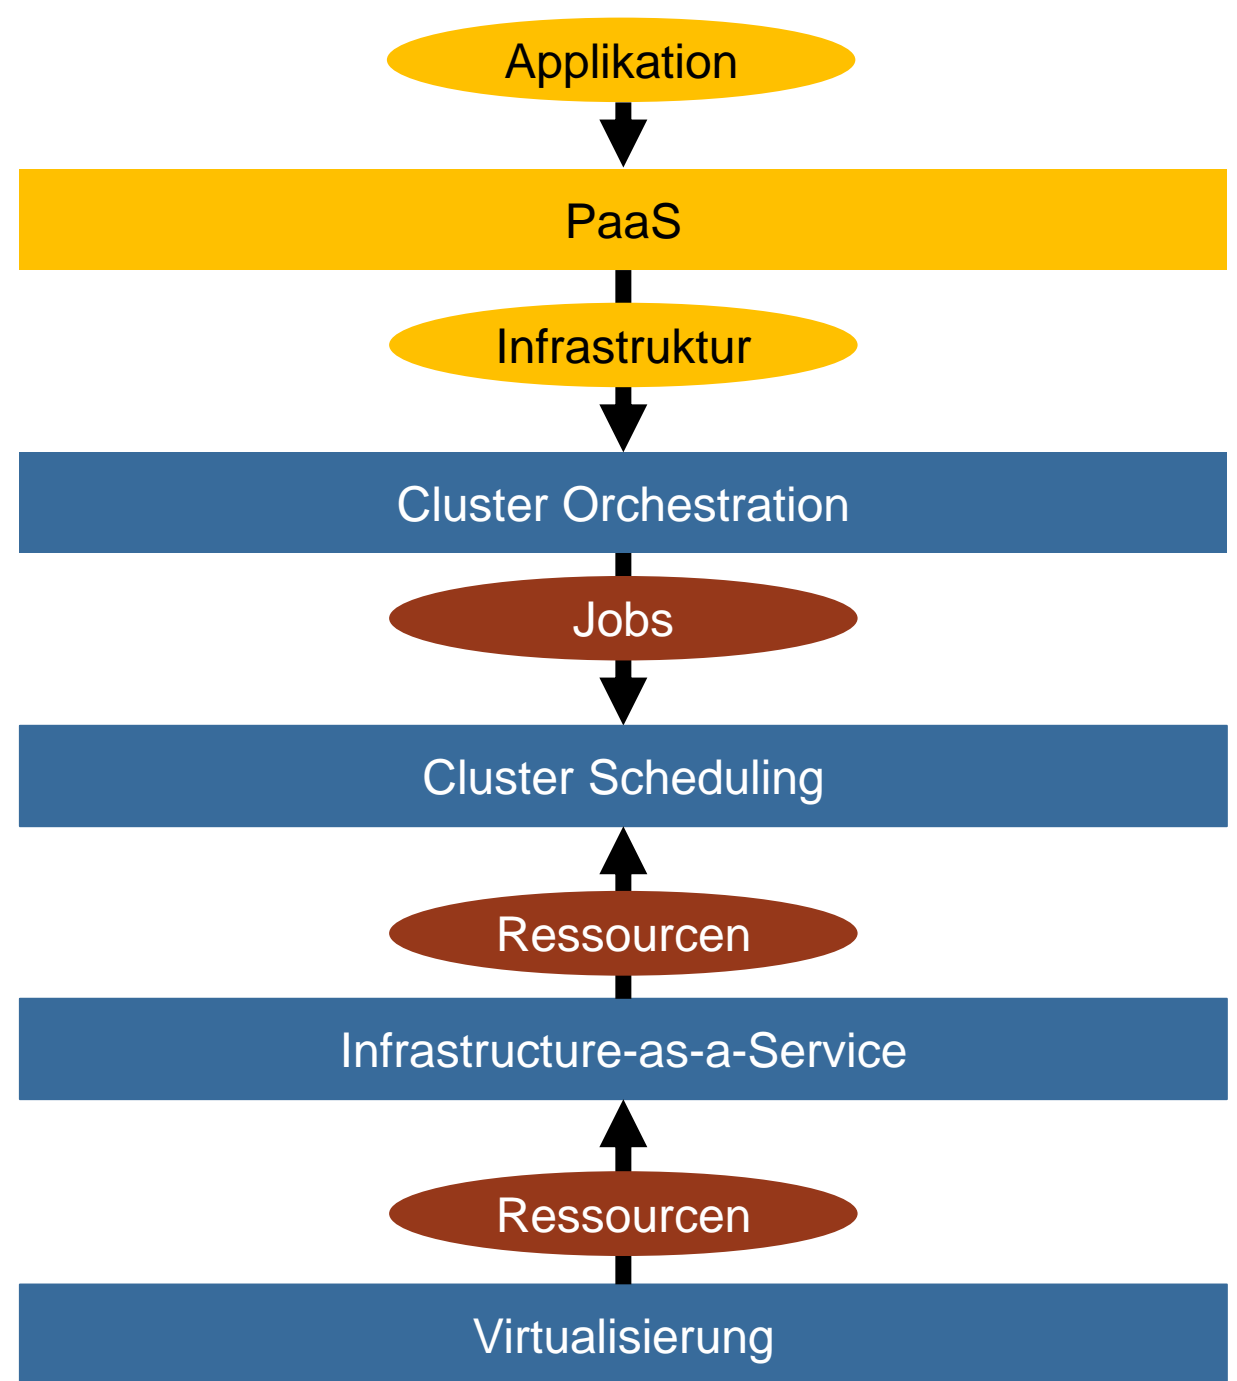 Applikation
PaaS
Infrastruktur
Cluster Orchestration
Jobs
Cluster Scheduling
Ressourcen
Infrastructure-as-a-Service
Ressourcen
Virtualisierung